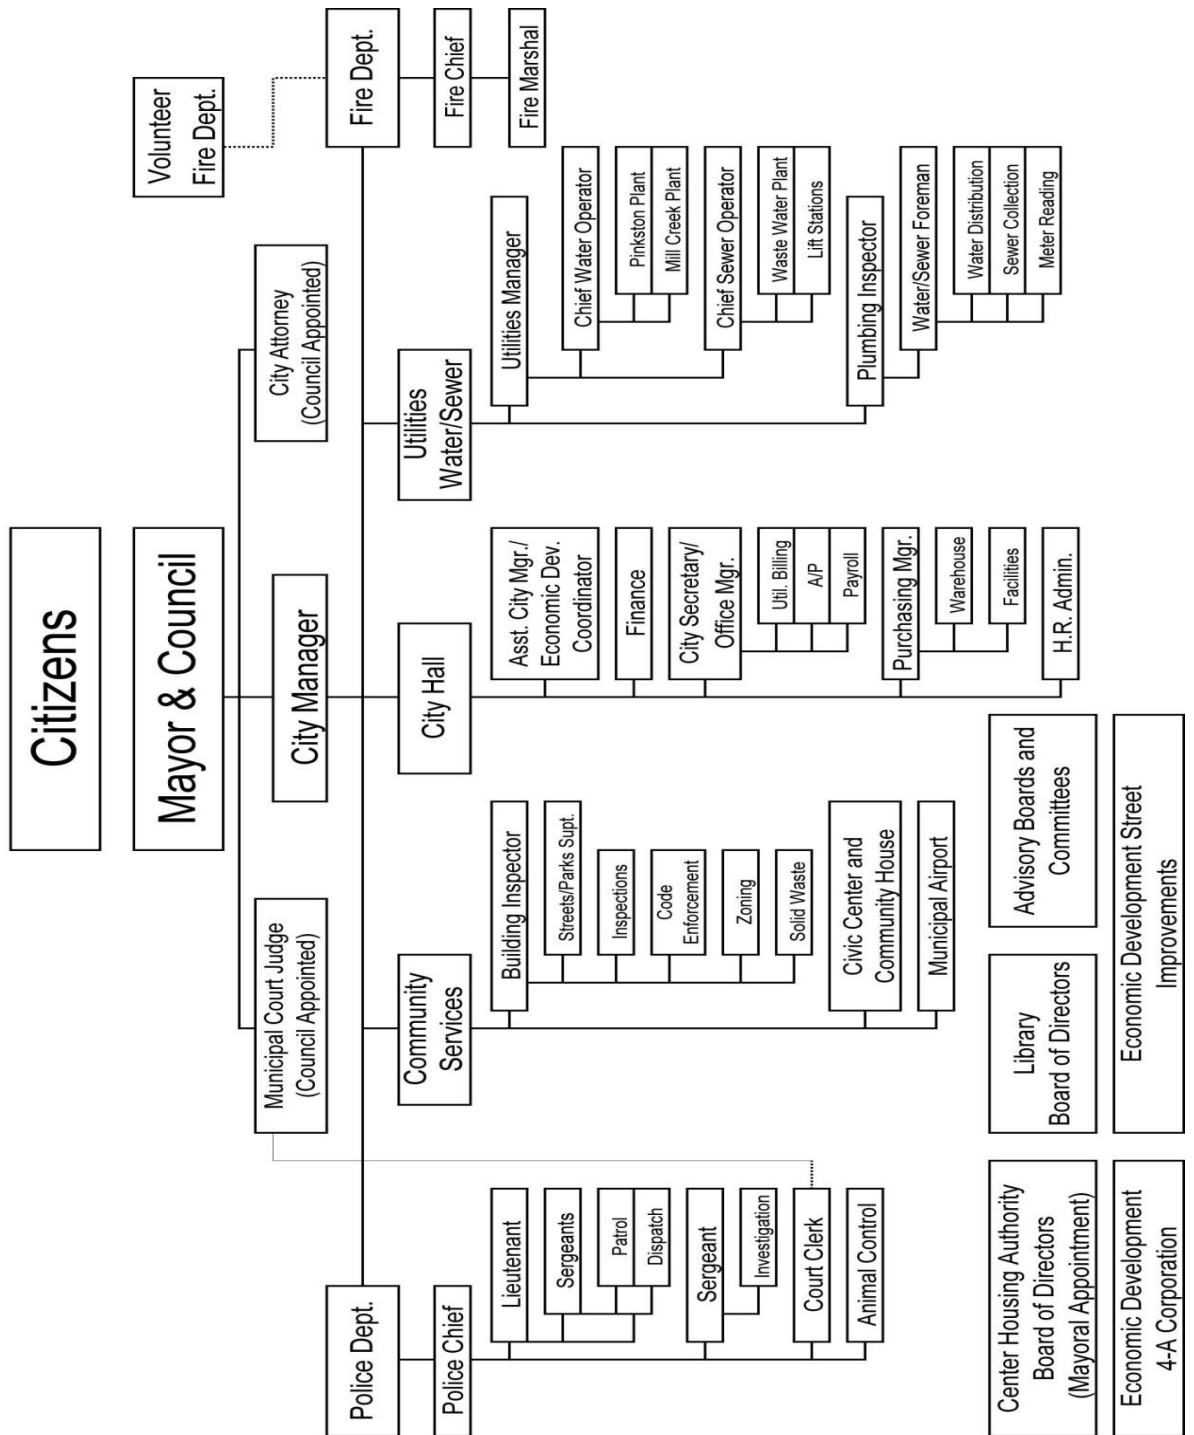 Citizens
Mayor & Council
Municipal Court Judge
(Council Appointed)
City Manager
City Attorney
(Council Appointed)
Volunteer
Fire Dept.
Police Dept.
Police Chief
Lieutenant
Sergeants
Patrol
Dispatch
Sergeant
Investigation
Court Clerk
Animal Control
Community
Services
Building Inspector
Streets/Parks Supt.
Inspections
Code
Enforcement
Zoning
Solid Waste
Civic Center and
Community House
Municipal Airport
City Hall
Asst. City Mgr./
Economic Dev.
Coordinator
Finance
City Secretary/
Office Mgr.
Util. Billing
A/P
Payroll
Purchasing Mgr.
Warehouse
Facilities
H.R. Admin.
Utilities
Water/Sewer
Utilities Manager
Chief Water Operator
Pinkston Plant
Mill Creek Plant
Chief Sewer Operator
Waste Water Plant
Lift Stations
Plumbing Inspector
Water/Sewer Foreman
Water Distribution
Sewer Collection
Meter Reading
Fire Dept.
Fire Chief
Fire Marshal
Center Housing Authority
Board of Directors
(Mayoral Appointment)
Library
Board of Directors
Advisory Boards and
Committees
Economic Development
4-A Corporation
Economic Development Street
Improvements